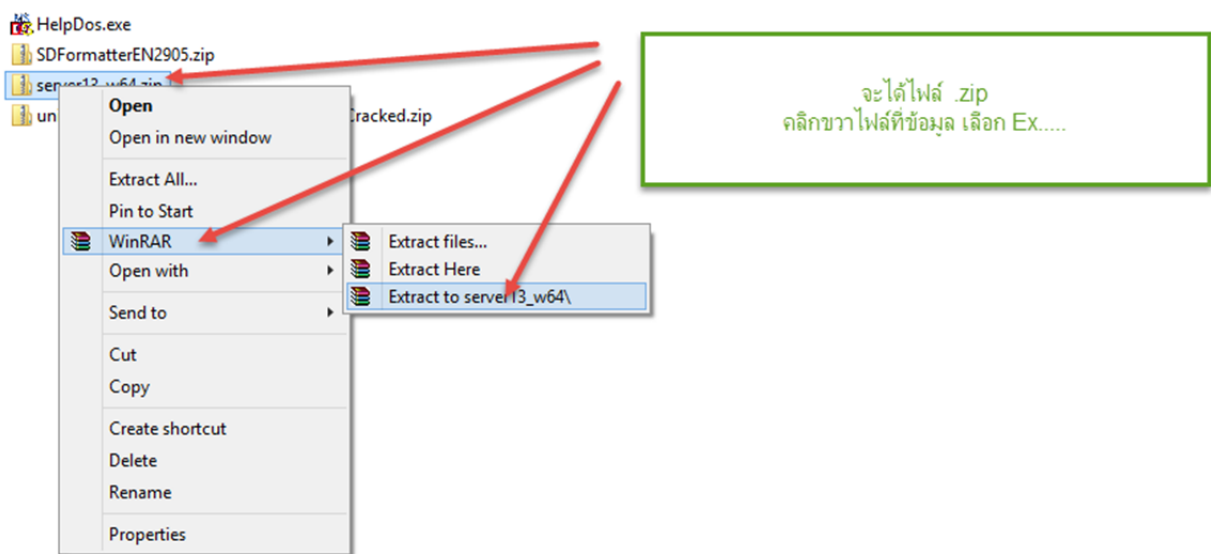 HelpDos.exe
SDFormatterEN2905.zip
server13_w64.zip
un
Cracked.zip
จะได้ไฟล์ .zip
คลิกขวาไฟล์ที่ข้อมูล เลือก Ex.....
Open
Open in new window
Extract All...
Pin to Start
WinRAR
Open with
Send to
Cut
Copy
Create shortcut
Delete
Rename
Properties
Extract files...
Extract Here
Extract to server13_w64\